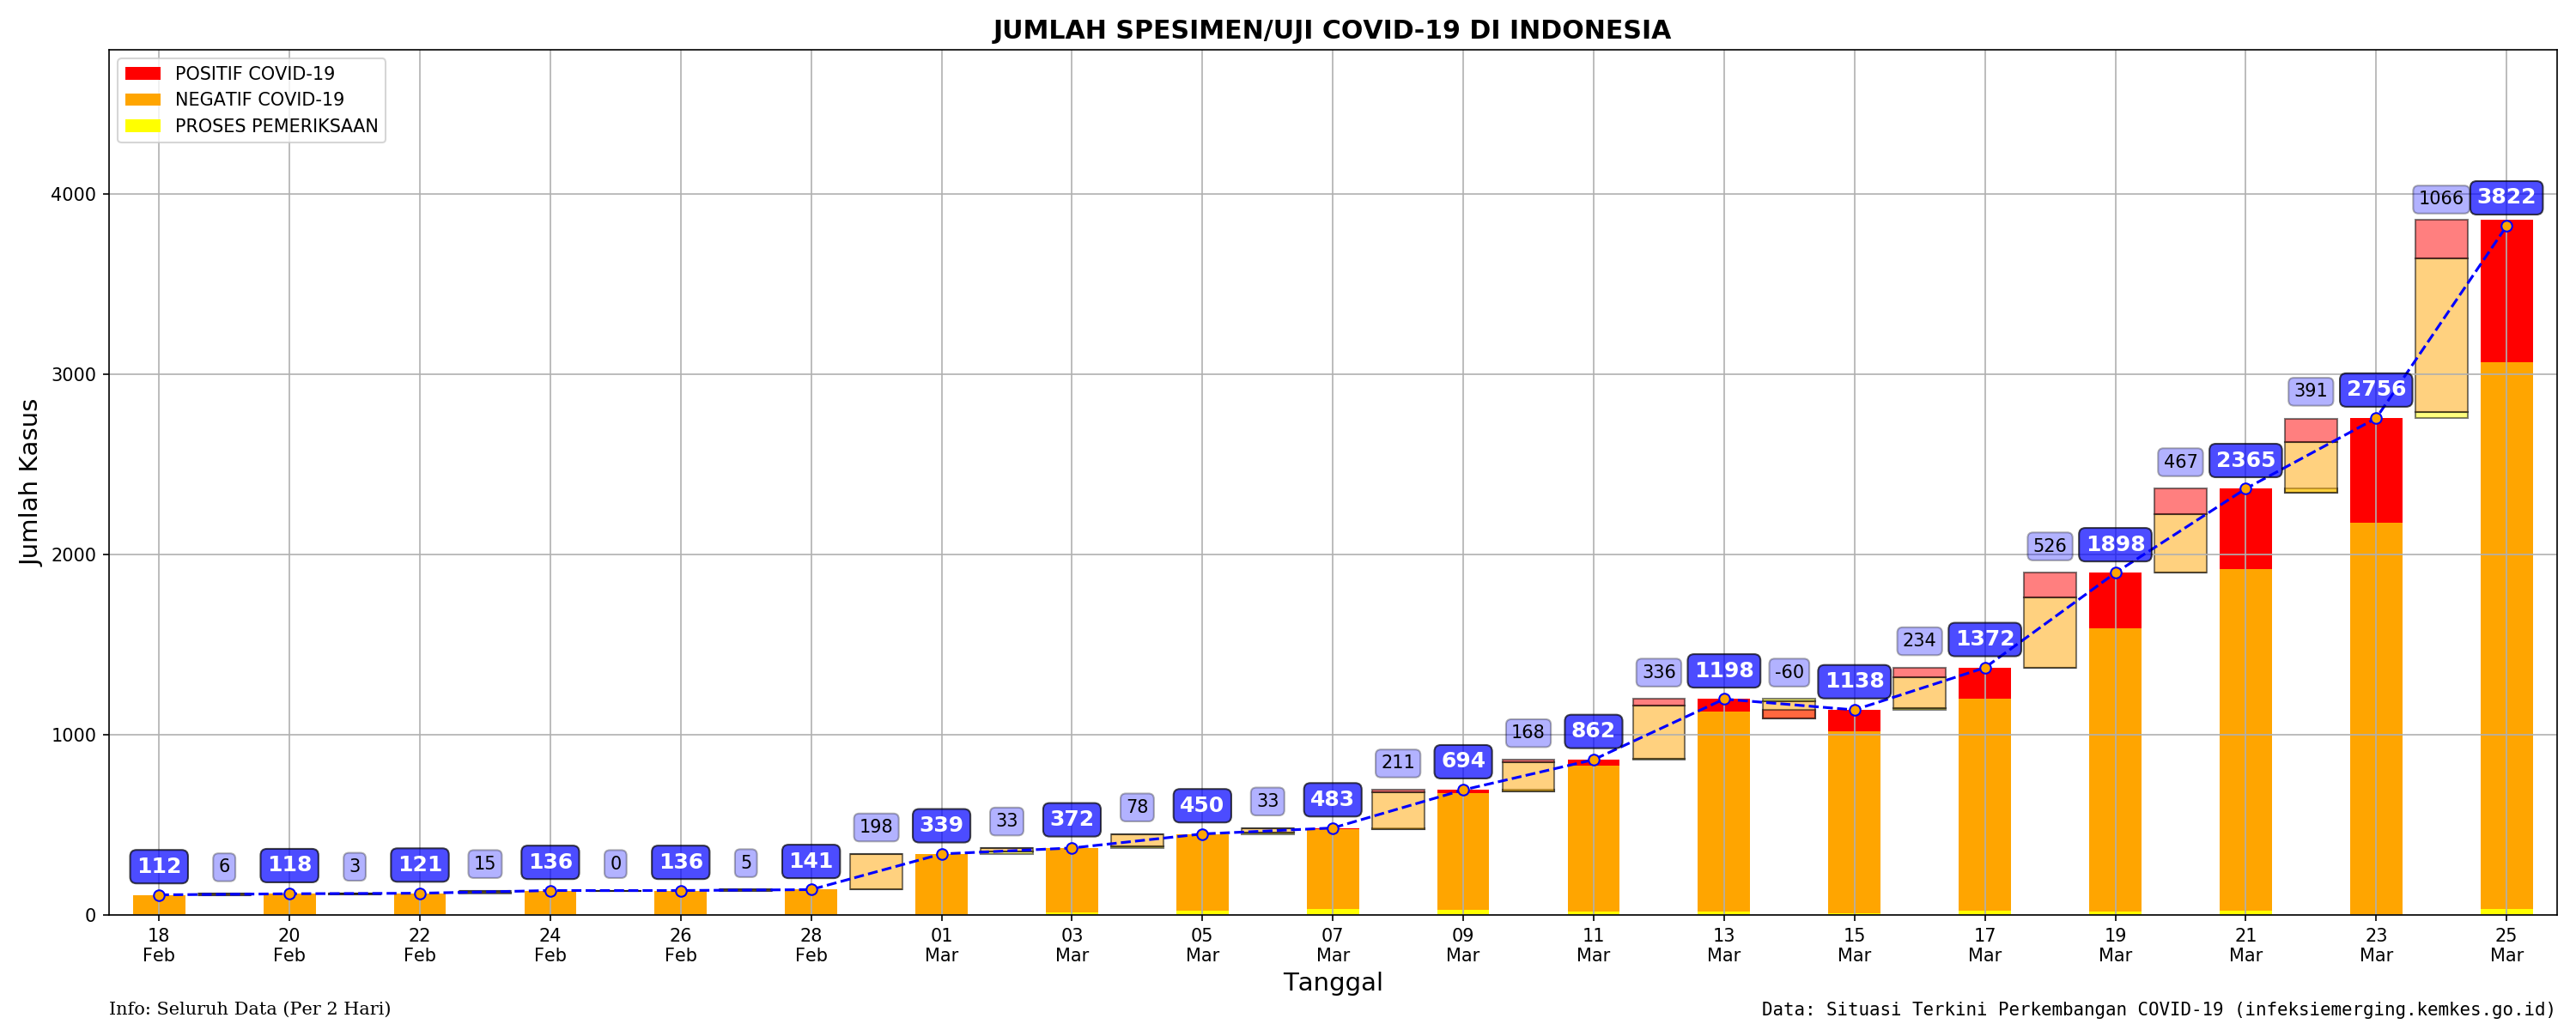 JUMLAH SPESIMEN/UJI COVID-19 DI INDONESIA
POSITIF COVID-19
NEGATIF COVID-19
PROSES PEMERIKSAAN
Jumlah Kasus
4000
3000
2000
1000
0
112 6 118 3 121 15 136 0 136 5 141 198 339 33 372 78 450 33 483 211 694 168 862 336 1198 -60 1138 234 1372 526 1898 467 2365 391 2756 1066 3822
18 20 22 24 26 28 01 03 05 07 09 11 13 15 17 19 21 23 25
Feb Feb Feb Feb Feb Feb Mar Mar Mar Mar Mar Mar Mar Mar Mar Mar Mar Mar Mar
Tanggal
Info: Seluruh Data (Per 2 Hari)
Data: Situasi Terkini Perkembangan COVID-19 (infeksiemerging.kemkes.go.id)